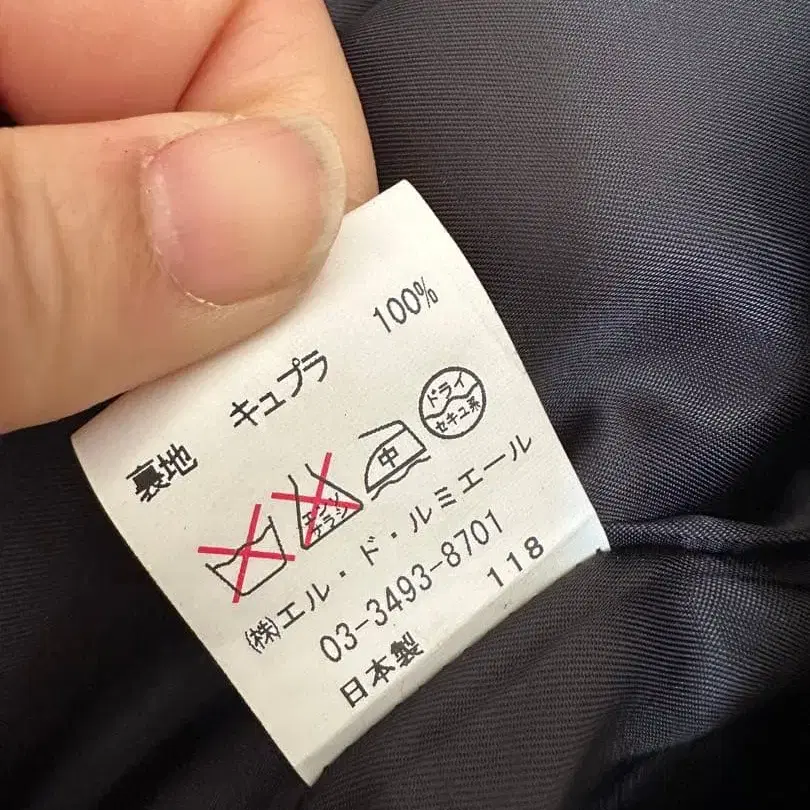 裏地 キュプラ 100%
エンソ
サラシ
中
ドライ
セキユ系
㈱エル・ド・ルミエール
03-3493-8701
日本製 118